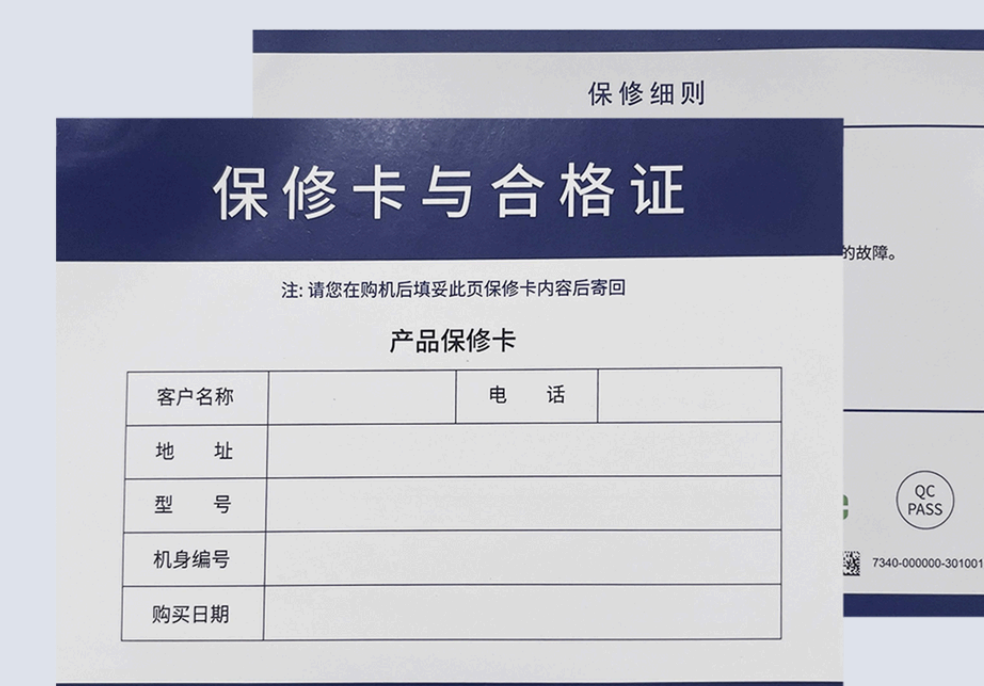 保修细则
保修卡与合格证
注: 请您在购机后填妥此页保修卡内容后寄回
产品保修卡
客户名称 电 话
地 址
型 号
机身编号
购买日期
的故障。
e
QC
PASS
7340-000000-301001